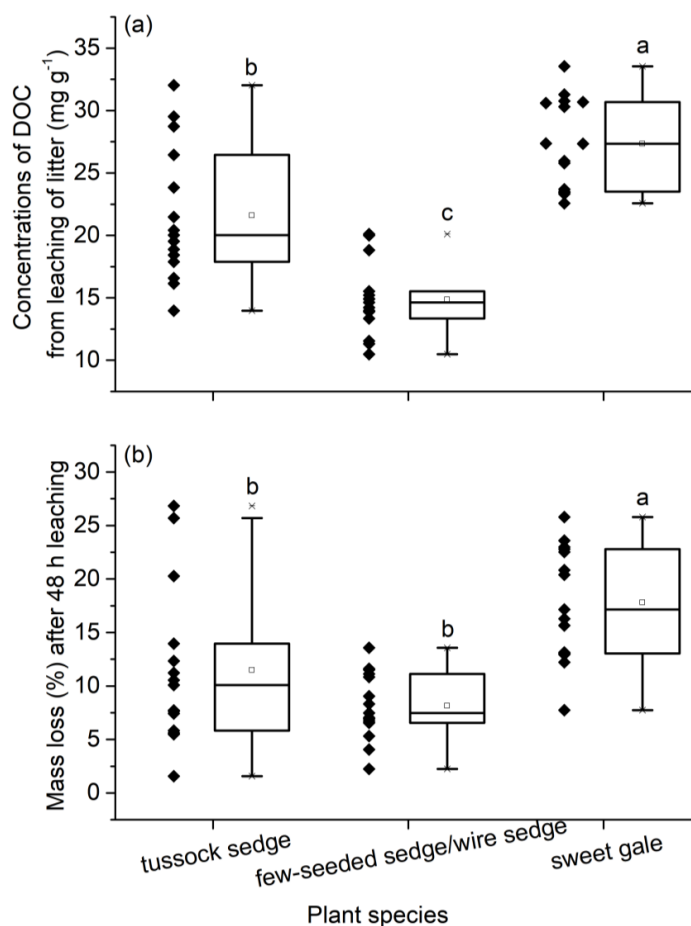 (a)
Concentrations of DOC
from leaching of litter (mg g⁻¹)
35
30
25
20
15
10
b
c
a
(b)
Mass loss (%) after 48 h leaching
30
25
20
15
10
5
0
b
b
a
tussock sedge
few-seeded sedge/wire sedge
sweet gale
Plant species